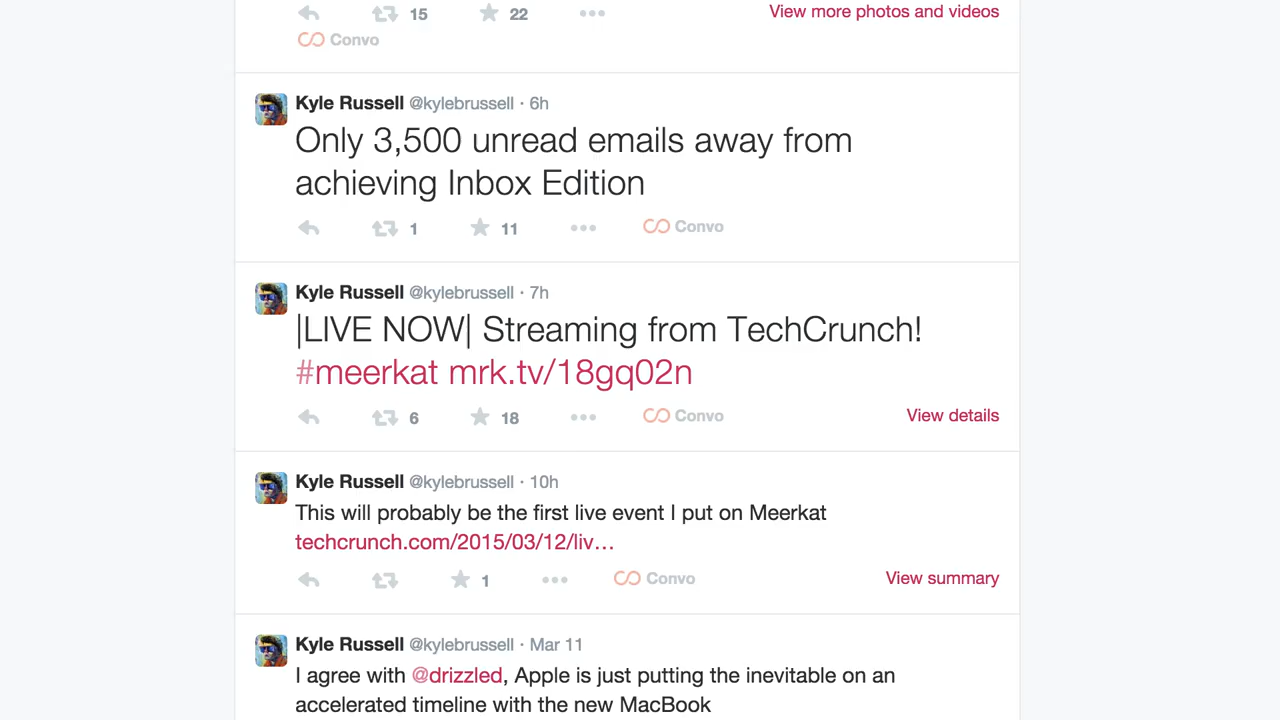 15 22 ••• View more photos and videos
Convo
Kyle Russell @kylebrussell · 6h
Only 3,500 unread emails away from
achieving Inbox Edition
1 11 ••• Convo
Kyle Russell @kylebrussell · 7h
|LIVE NOW| Streaming from TechCrunch!
#meerkat mrk.tv/18gq02n
6 18 ••• Convo View details
Kyle Russell @kylebrussell · 10h
This will probably be the first live event I put on Meerkat
techcrunch.com/2015/03/12/liv…
1 ••• Convo View summary
Kyle Russell @kylebrussell · Mar 11
I agree with @drizzled, Apple is just putting the inevitable on an
accelerated timeline with the new MacBook